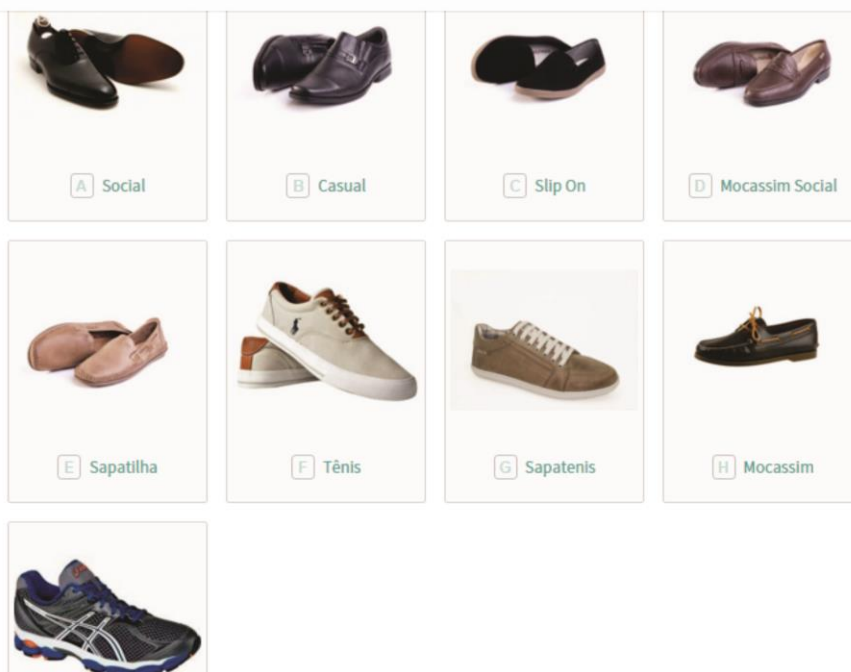 A Social
B Casual
C Slip On
D Mocassim Social
E Sapatilha
F Tênis
G Sapatenis
H Mocassim